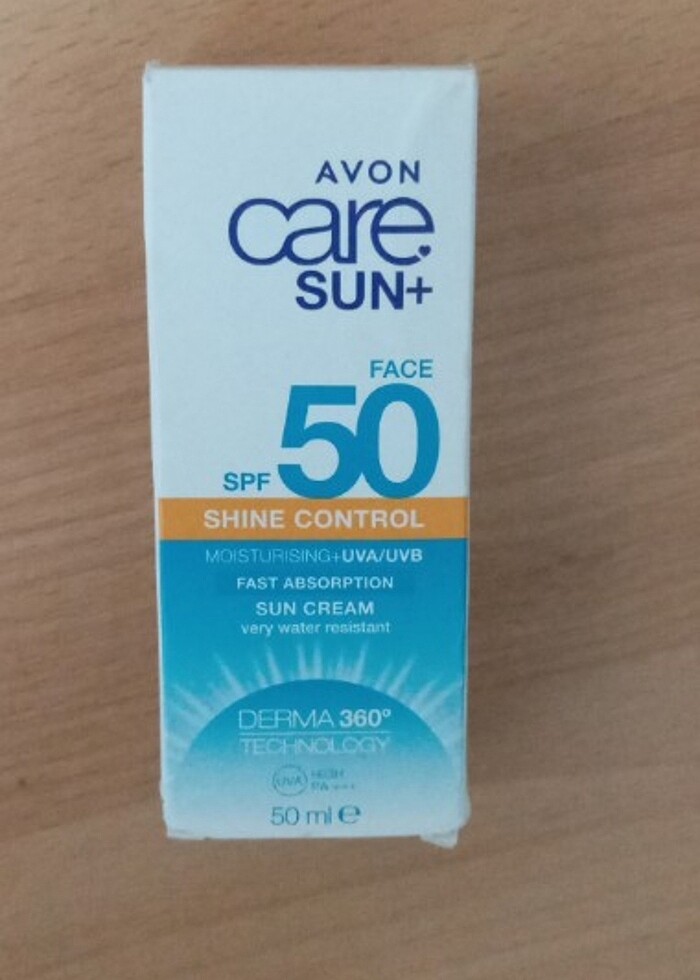 AVON
care
SUN+
FACE
SPF 50
SHINE CONTROL
MOISTURISING+UVA/UVB
FAST ABSORPTION
SUN CREAM
very water resistant
DERMA 360°
TECHNOLOGY
UVA HIGH
PA
50 ml e